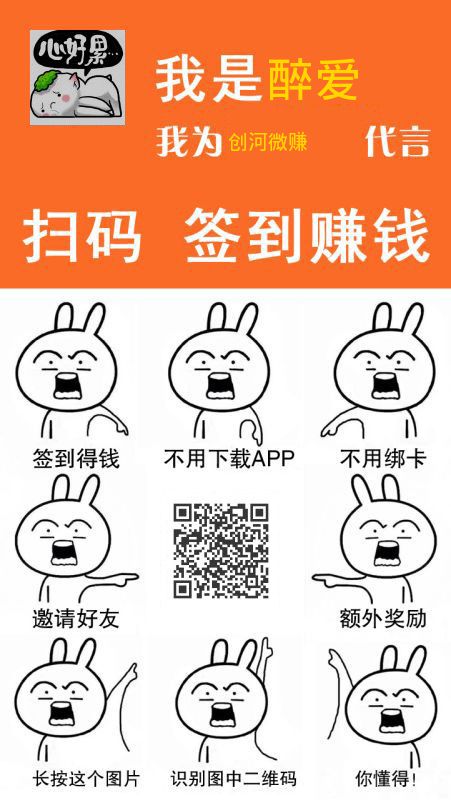 心好累...
我是醉爱
我为创河微赚 代言
扫码 签到赚钱
签到得钱 不用下载APP 不用绑卡
邀请好友 额外奖励
长按这个图片 识别图中二维码 你懂得!